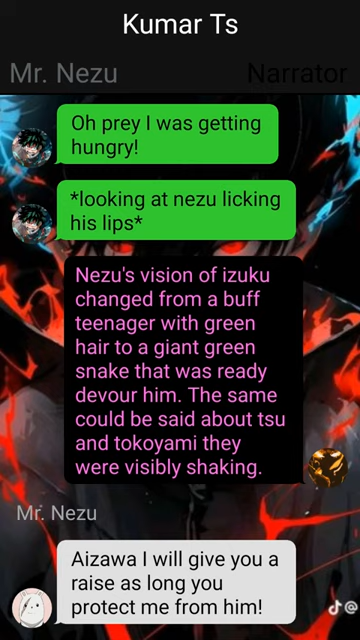 Kumar Ts
Mr. Nezu
Narrator
Oh prey I was getting
hungry!
*looking at nezu licking
his lips*
Nezu's vision of izuku
changed from a buff
teenager with green
hair to a giant green
snake that was ready
devour him. The same
could be said about tsu
and tokoyami they
were visibly shaking.
Mr. Nezu
Aizawa I will give you a
raise as long you
protect me from him!
@